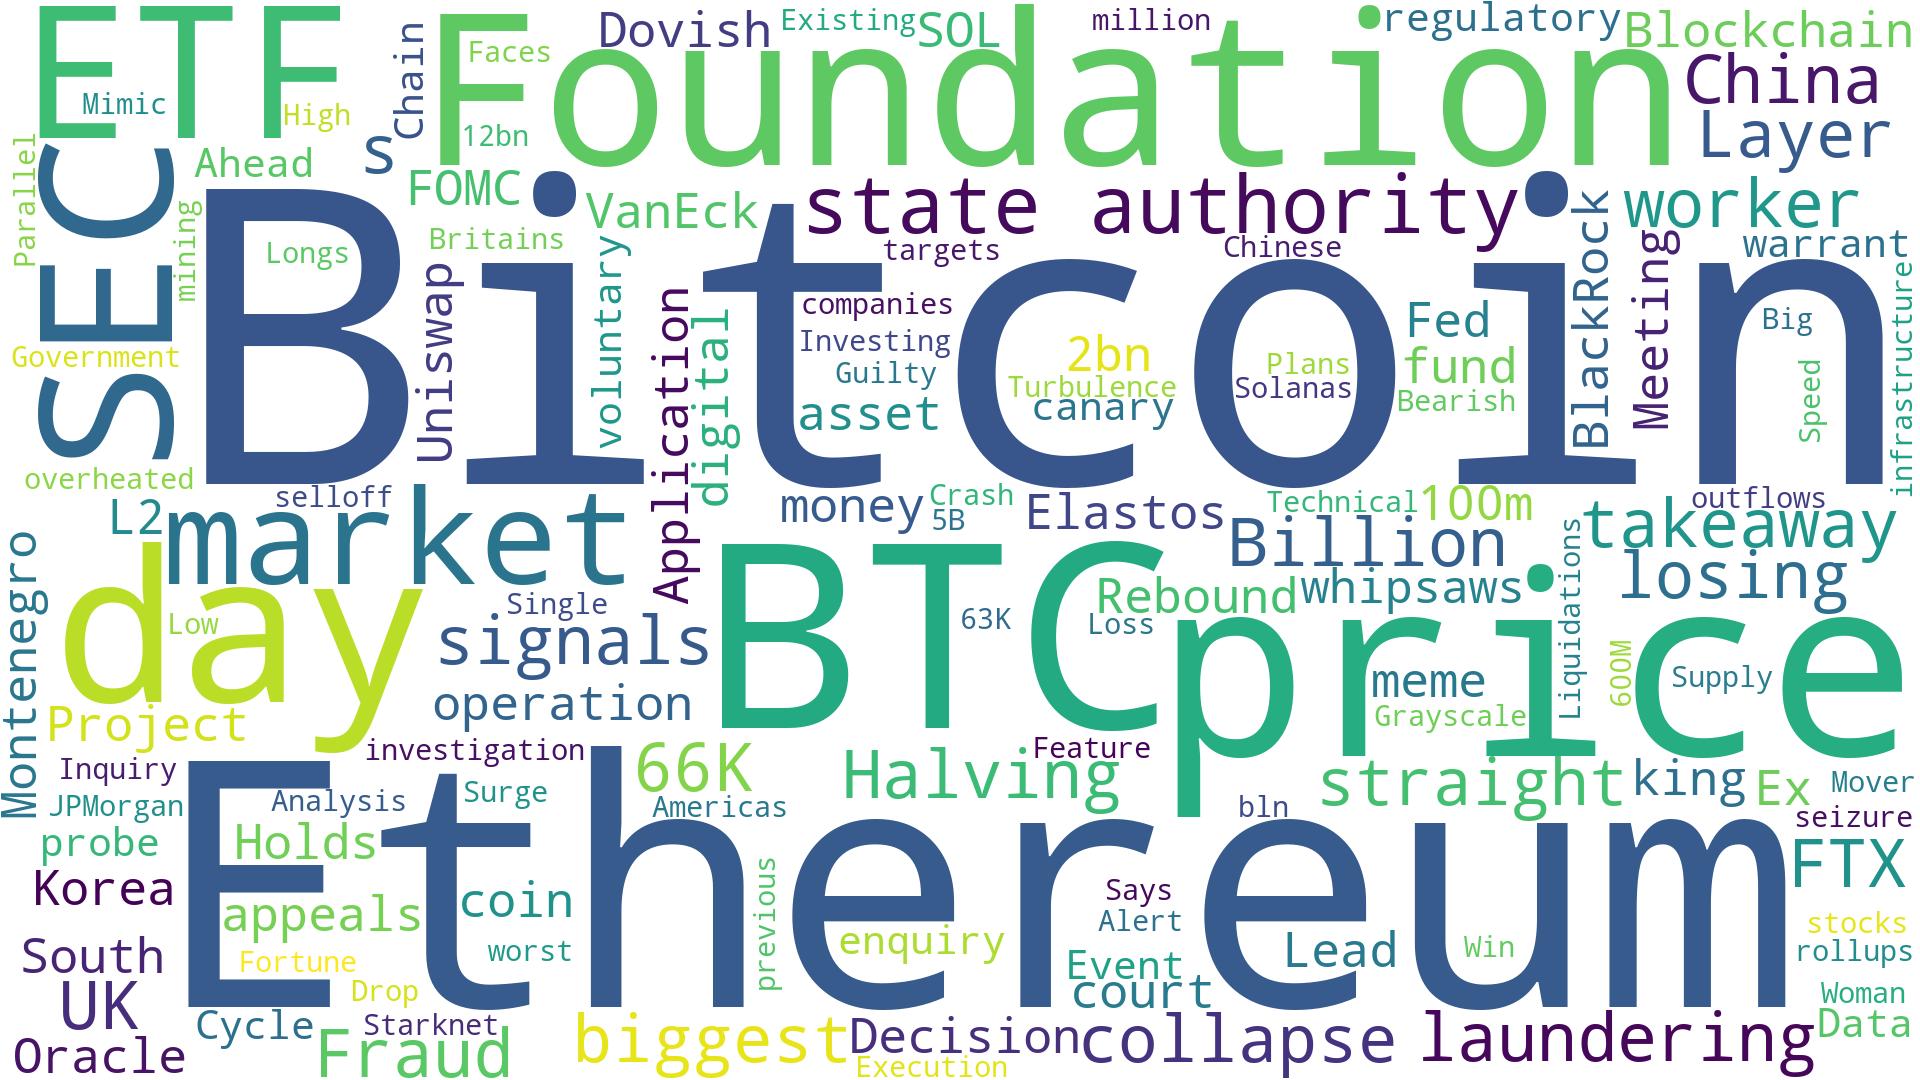 ETF
Foundation
Dovish
Existing
SOL
million
regulatory
Blockchain
Chain
Faces
China
Mimic
High
12bn
Layer
s
Parallel
SEC
Ahead
FOMC
VanEck
state authority
worker
mining
Britains
Longs
Bitcoin
targets
Chinese
BlackRock
Meeting
warrant
Uniswap
voluntary
Application
digital
companies
Investing
Guilty
asset
2bn
Turbulence
canary
Plans
Solanas
Fed
fund
Bearish
Big
Speed
infrastructure
Government
overheated
selloff
L2
market
money
Crash
5B
Elastos
Technical
100m
outflows
takeaway
Billion
losing
Montenegro
day
Low
Single
signals
BTC
63K
Rebound
Loss
whipsaws
price
Liquidations
600M
Supply
meme
Grayscale
operation
Project
investigation
66K
Feature
Halving
straight
king
Ex
Mover
Inquiry
JPMorgan
Analysis
Surge
Americas
bln
seizure
probe
Holds
Ethereum
FTX
Korea
appeals
coin
previous
Says
Alert
stocks
rollups
South
Fortune
worst
enquiry
Event
Lead
Win
UK
Drop
court
Woman
Data
Cycle
Starknet
Oracle
Fraud
biggest
Decision
Execution
collapse
laundering